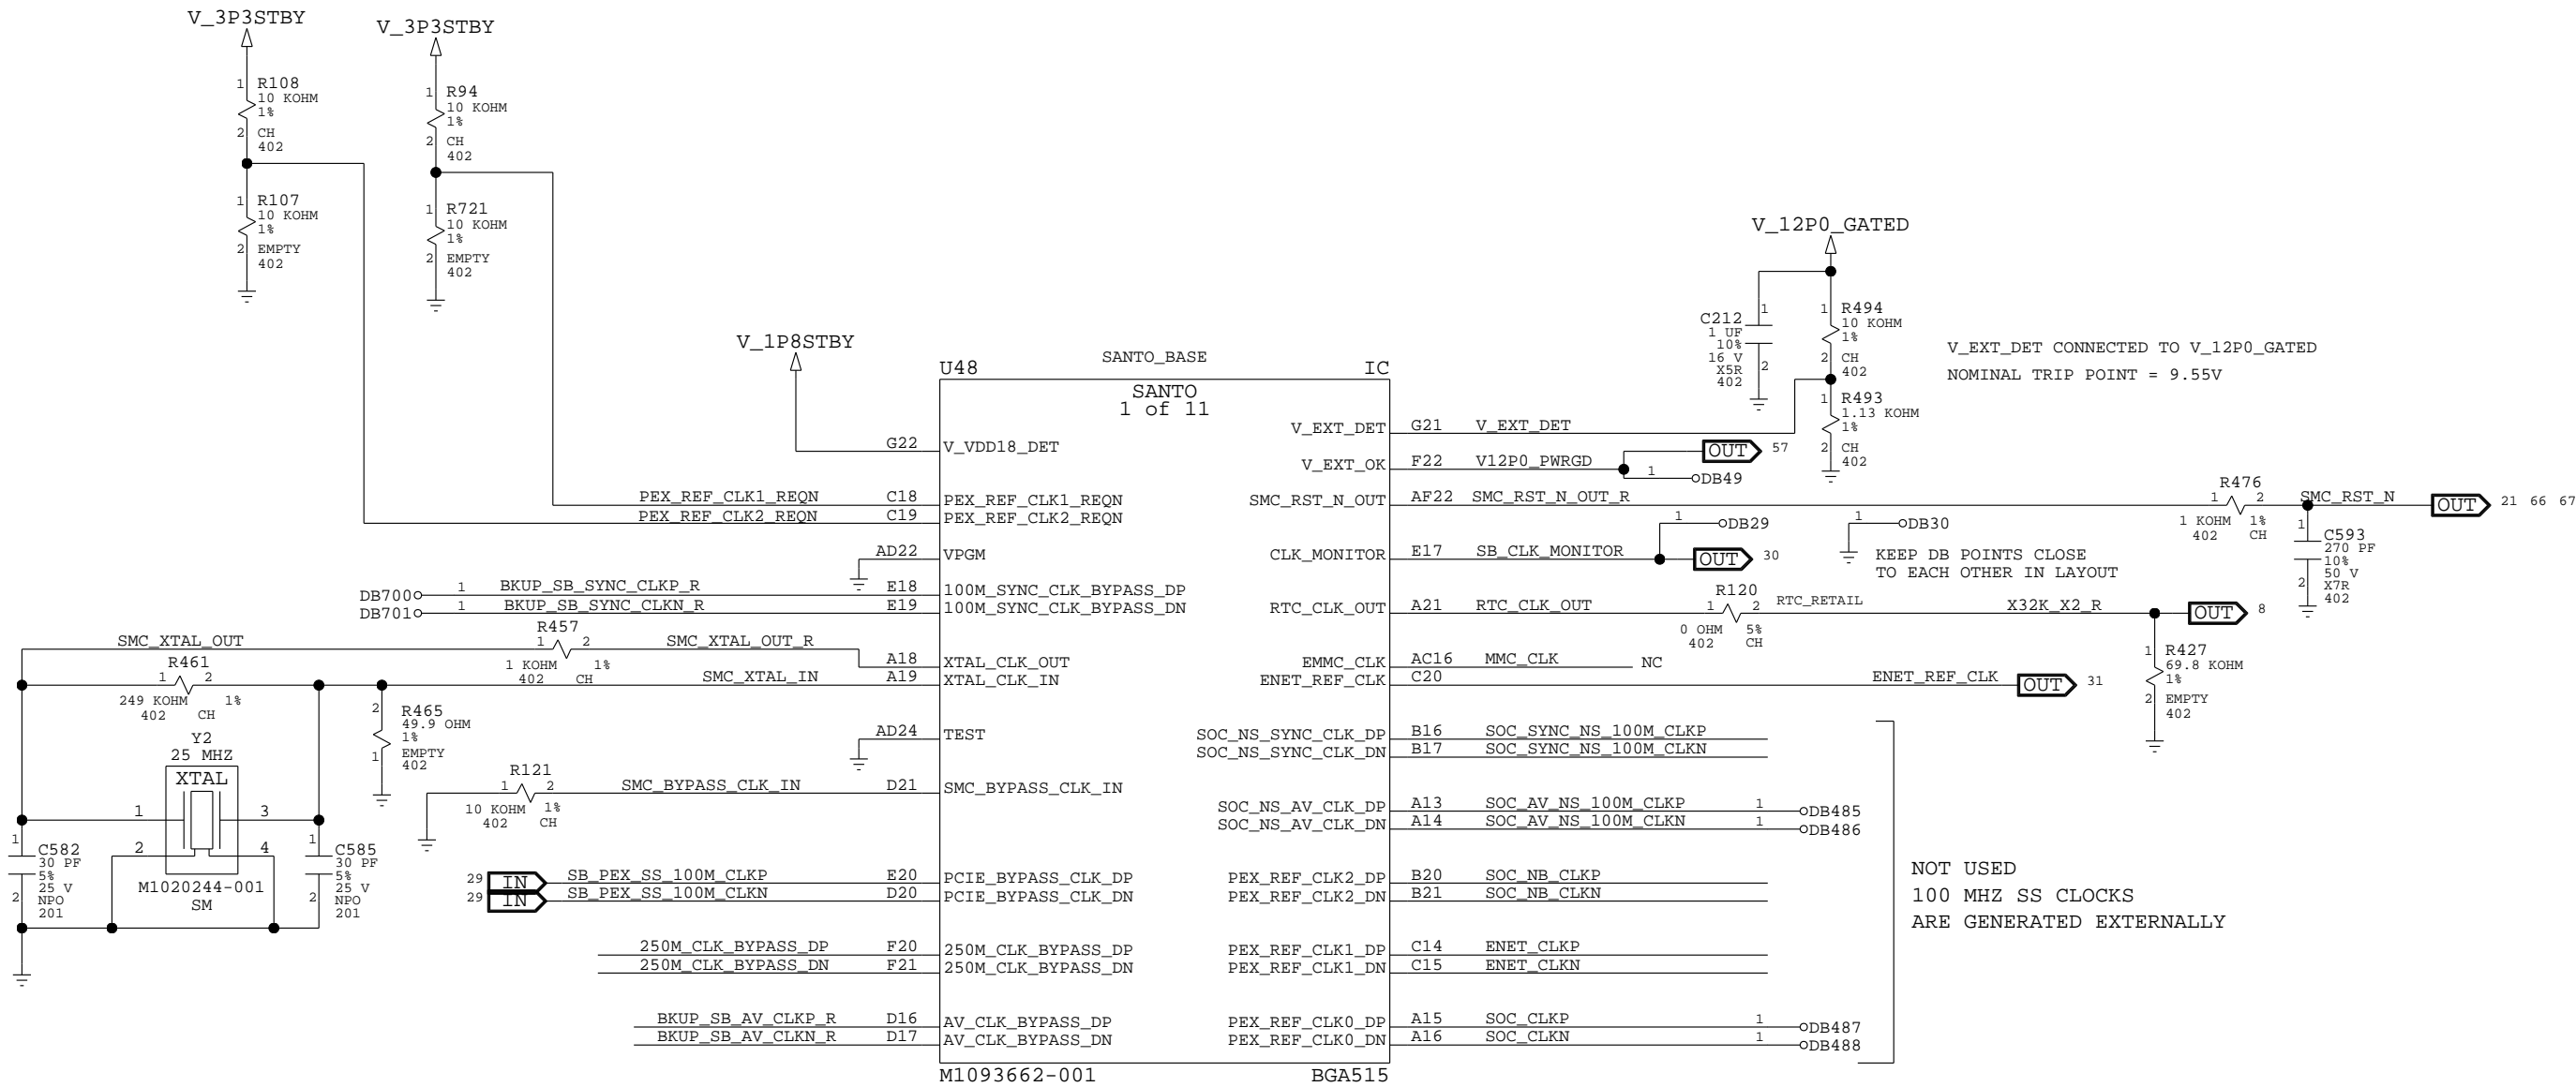 V_3P3STBY
V_3P3STBY
1 R108
10 KOHM
1%
2 CH
402
1 R94
10 KOHM
1%
2 CH
402
1 R107
10 KOHM
1%
2 EMPTY
402
1 R721
10 KOHM
1%
2 EMPTY
402
V_12P0_GATED
1
C212
1 UF
10%
16 V
2
X5R
402
1 R494
10 KOHM
1%
2 CH
402
1 R493
1.13 KOHM
1%
2 CH
402
V_EXT_DET CONNECTED TO V_12P0_GATED
NOMINAL TRIP POINT = 9.55V
V_1P8STBY
U48
SANTO_BASE
IC
SANTO
1 of 11
G22 V_VDD18_DET
PEX_REF_CLK1_REQN C18 PEX_REF_CLK1_REQN
PEX_REF_CLK2_REQN C19 PEX_REF_CLK2_REQN
AD22 VPGM
DB700 1 BKUP_SB_SYNC_CLKP_R E18 100M_SYNC_CLK_BYPASS_DP
DB701 1 BKUP_SB_SYNC_CLKN_R E19 100M_SYNC_CLK_BYPASS_DN
SMC_XTAL_OUT
R457
1 2
SMC_XTAL_OUT_R A18 XTAL_CLK_OUT
1 KOHM 1%
402 CH
SMC_XTAL_IN A19 XTAL_CLK_IN
R461
1 2
249 KOHM 1%
402 CH
2 R465
49.9 OHM
1%
1 EMPTY
402
Y2
25 MHZ
XTAL
1 3
2 4
M1020244-001
SM
1 C582
30 PF
5%
25 V
2 NPO
201
1 C585
30 PF
5%
25 V
2 NPO
201
AD24 TEST
R121
1 2
SMC_BYPASS_CLK_IN D21 SMC_BYPASS_CLK_IN
10 KOHM 1%
402 CH
29 IN SB_PEX_SS_100M_CLKP E20 PCIE_BYPASS_CLK_DP
29 IN SB_PEX_SS_100M_CLKN D20 PCIE_BYPASS_CLK_DN
250M_CLK_BYPASS_DP F20 250M_CLK_BYPASS_DP
250M_CLK_BYPASS_DN F21 250M_CLK_BYPASS_DN
BKUP_SB_AV_CLKP_R D16 AV_CLK_BYPASS_DP
BKUP_SB_AV_CLKN_R D17 AV_CLK_BYPASS_DN
V_EXT_DET G21 V_EXT_DET
V_EXT_OK F22 V12P0_PWRGD OUT 57
1 DB49
SMC_RST_N_OUT AF22 SMC_RST_N_OUT_R
R476
1 2 SMC_RST_N OUT 21 66 67
1 KOHM 1%
402 CH
1 C593
270 PF
10%
50 V
2 X7R
402
1 DB29
CLK_MONITOR E17 SB_CLK_MONITOR OUT 30
1 DB30
KEEP DB POINTS CLOSE
TO EACH OTHER IN LAYOUT
RTC_CLK_OUT A21 RTC_CLK_OUT
R120
1 2 RTC_RETAIL X32K_X2_R OUT 8
0 OHM 5%
402 CH
1 R427
69.8 KOHM
1%
2 EMPTY
402
EMMC_CLK AC16 MMC_CLK NC
ENET_REF_CLK C20 ENET_REF_CLK OUT 31
SOC_NS_SYNC_CLK_DP B16 SOC_SYNC_NS_100M_CLKP
SOC_NS_SYNC_CLK_DN B17 SOC_SYNC_NS_100M_CLKN
SOC_NS_AV_CLK_DP A13 SOC_AV_NS_100M_CLKP 1 DB485
SOC_NS_AV_CLK_DN A14 SOC_AV_NS_100M_CLKN 1 DB486
PEX_REF_CLK2_DP B20 SOC_NB_CLKP
PEX_REF_CLK2_DN B21 SOC_NB_CLKN
PEX_REF_CLK1_DP C14 ENET_CLKP
PEX_REF_CLK1_DN C15 ENET_CLKN
PEX_REF_CLK0_DP A15 SOC_CLKP 1 DB487
PEX_REF_CLK0_DN A16 SOC_CLKN 1 DB488
NOT USED
100 MHZ SS CLOCKS
ARE GENERATED EXTERNALLY
M1093662-001
BGA515